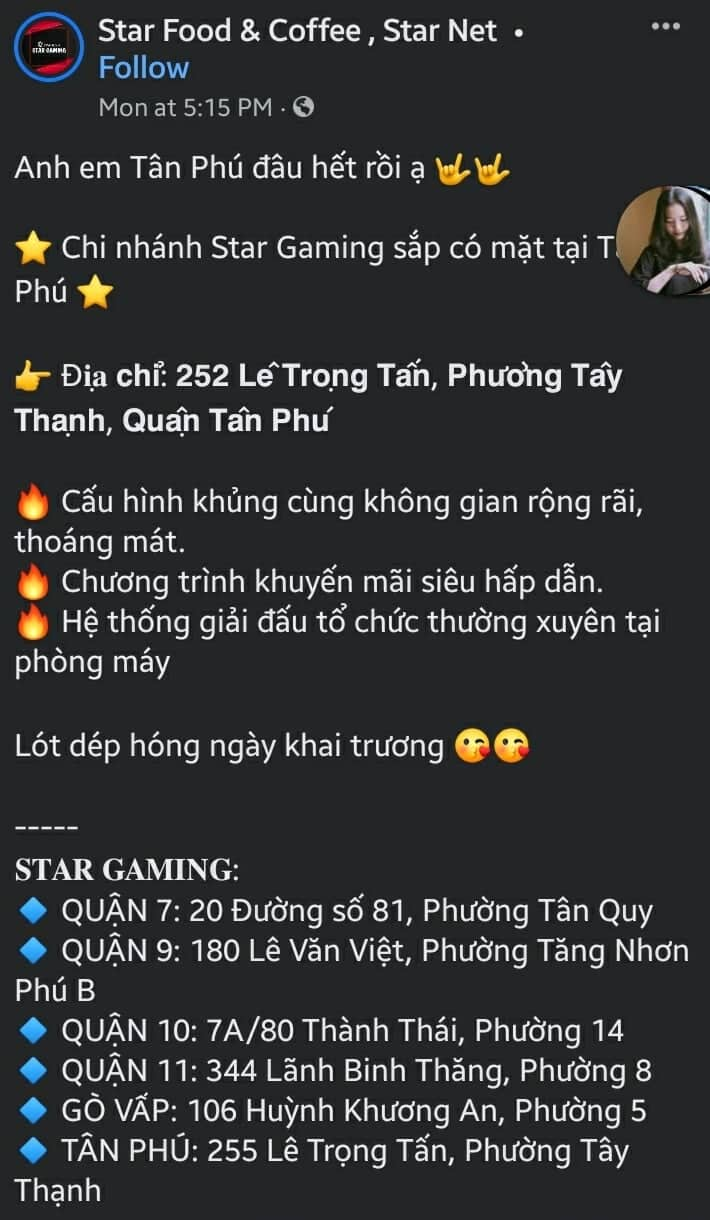 Star Food & Coffee , Star Net •
Follow
Mon at 5:15 PM ·
Anh em Tân Phú đâu hết rồi ạ 🤟🤟
⭐ Chi nhánh Star Gaming sắp có mặt tại
Phú ⭐
👉 Địa chỉ: 252 Lê Trọng Tấn, Phường Tây
Thạnh, Quận Tân Phú
🔥 Cấu hình khủng cùng không gian rộng rãi,
thoáng mát.
🔥 Chương trình khuyến mãi siêu hấp dẫn.
🔥 Hệ thống giải đấu tổ chức thường xuyên tại
phòng máy
Lót dép hóng ngày khai trương 😘😘
-----
STAR GAMING:
🔷 QUẬN 7: 20 Đường số 81, Phường Tân Quy
🔷 QUẬN 9: 180 Lê Văn Việt, Phường Tăng Nhơn
Phú B
🔷 QUẬN 10: 7A/80 Thành Thái, Phường 14
🔷 QUẬN 11: 344 Lãnh Binh Thăng, Phường 8
🔷 GÒ VẤP: 106 Huỳnh Khương An, Phường 5
🔷 TÂN PHÚ: 255 Lê Trọng Tấn, Phường Tây
Thạnh